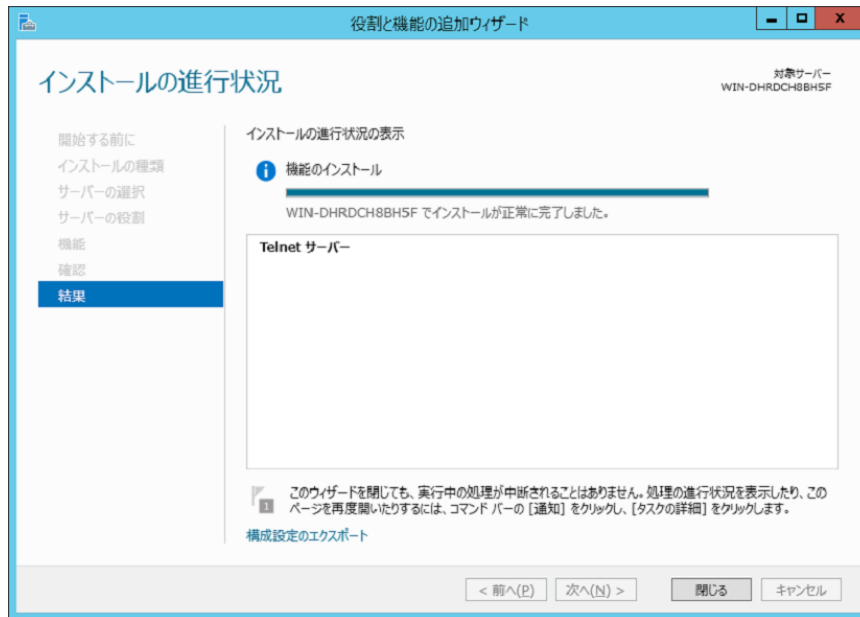 役割と機能の追加ウィザード
インストールの進行状況
対象サーバー
WIN-DHRDCH8BH5F
開始する前に
インストールの種類
サーバーの選択
サーバーの役割
機能
確認
結果
インストールの進行状況の表示
機能のインストール
WIN-DHRDCH8BH5F でインストールが正常に完了しました。
Telnet サーバー
このウィザードを閉じても、実行中の処理が中断されることはありません。処理の進行状況を表示したり、この
ページを再度開いたりするには、コマンド バーの [通知] をクリックし、[タスクの詳細] をクリックします。
1
構成設定のエクスポート
< 前へ(P) 次へ(N) > 閉じる キャンセル